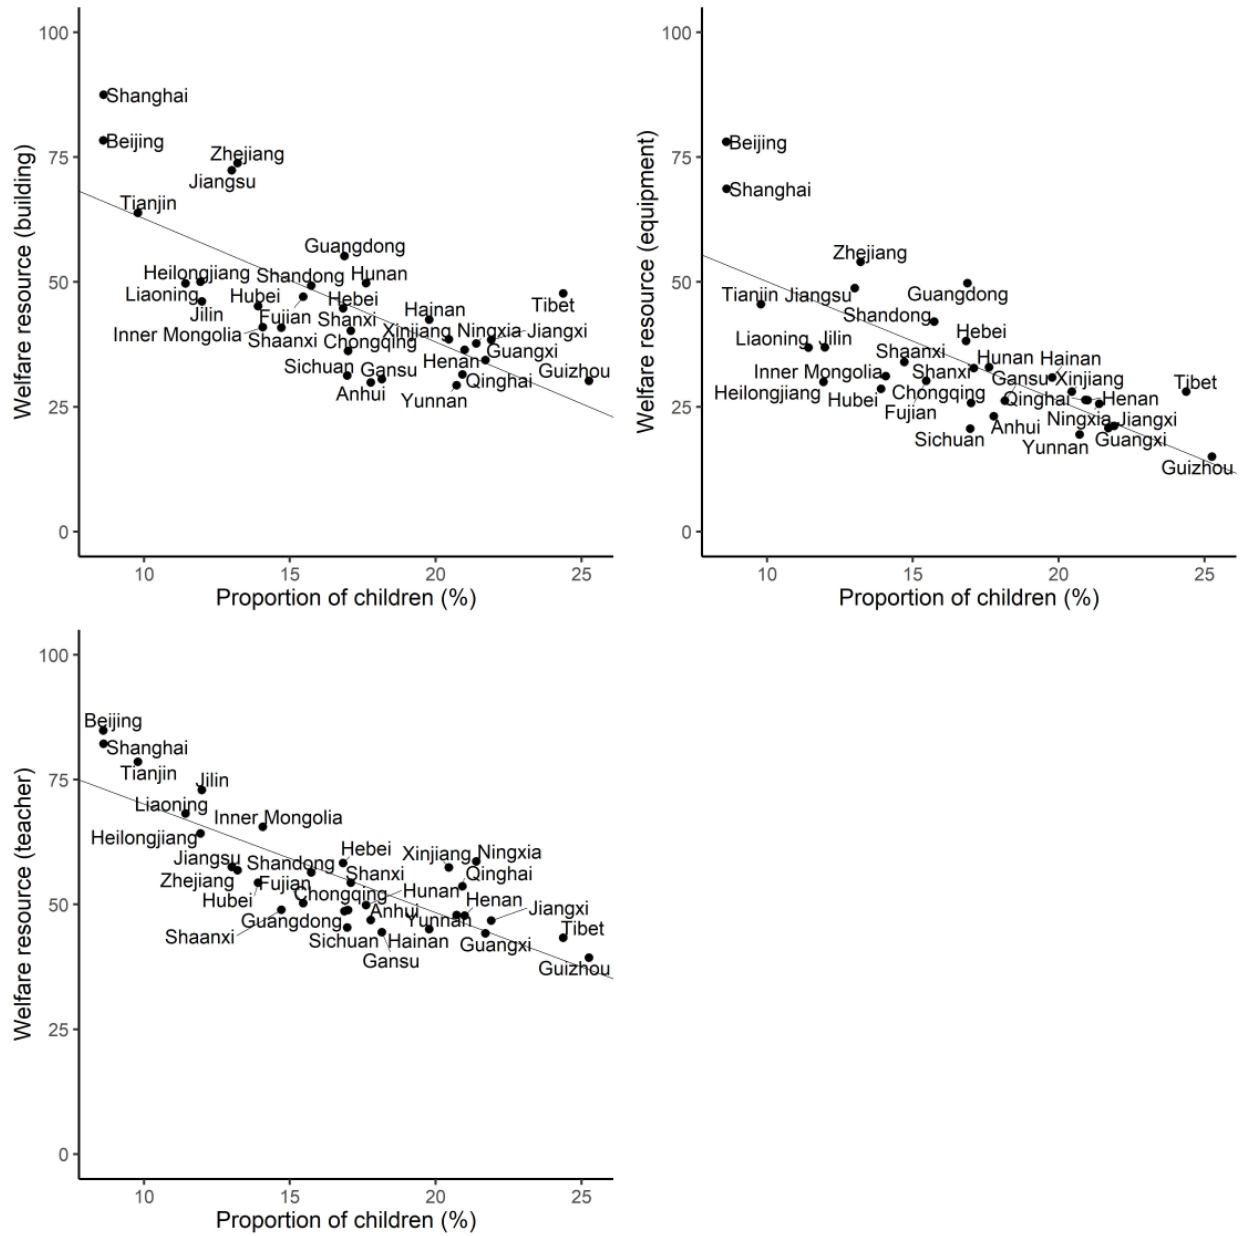 100
75
50
25
0
Welfare resource (building)
Shanghai
Beijing
Zhejiang
Jiangsu
Tianjin
Guangdong
Heilongjiang
Shandong
Hunan
Liaoning
Hubei
Hebei
Tibet
Jilin
Fujian
Shanxi
Hainan
Inner Mongolia
Shaanxi
Chongqing
Xinjiang
Ningxia
Jiangxi
Guangxi
Sichuan
Gansu
Henan
Guizhou
Anhui
Qinghai
Yunnan
10
15
20
25
Proportion of children (%)
100
75
50
25
0
Welfare resource (equipment)
Beijing
Shanghai
Zhejiang
Tianjin
Jiangsu
Guangdong
Shandong
Liaoning
Jilin
Hebei
Shaanxi
Hunan
Hainan
Inner Mongolia
Shanxi
Gansu
Xinjiang
Tibet
Heilongjiang
Hubei
Chongqing
Qinghai
Henan
Fujian
Ningxia
Jiangxi
Anhui
Sichuan
Yunnan
Guangxi
Guizhou
10
15
20
25
Proportion of children (%)
100
75
50
25
0
Welfare resource (teacher)
Beijing
Shanghai
Tianjin
Jilin
Liaoning
Inner Mongolia
Heilongjiang
Jiangsu
Shandong
Hebei
Xinjiang
Ningxia
Zhejiang
Fujian
Shanxi
Qinghai
Hubei
Chongqing
Hunan
Henan
Guangdong
Anhui
Yunnan
Jiangxi
Shaanxi
Sichuan
Hainan
Guangxi
Tibet
Gansu
Guizhou
10
15
20
25
Proportion of children (%)